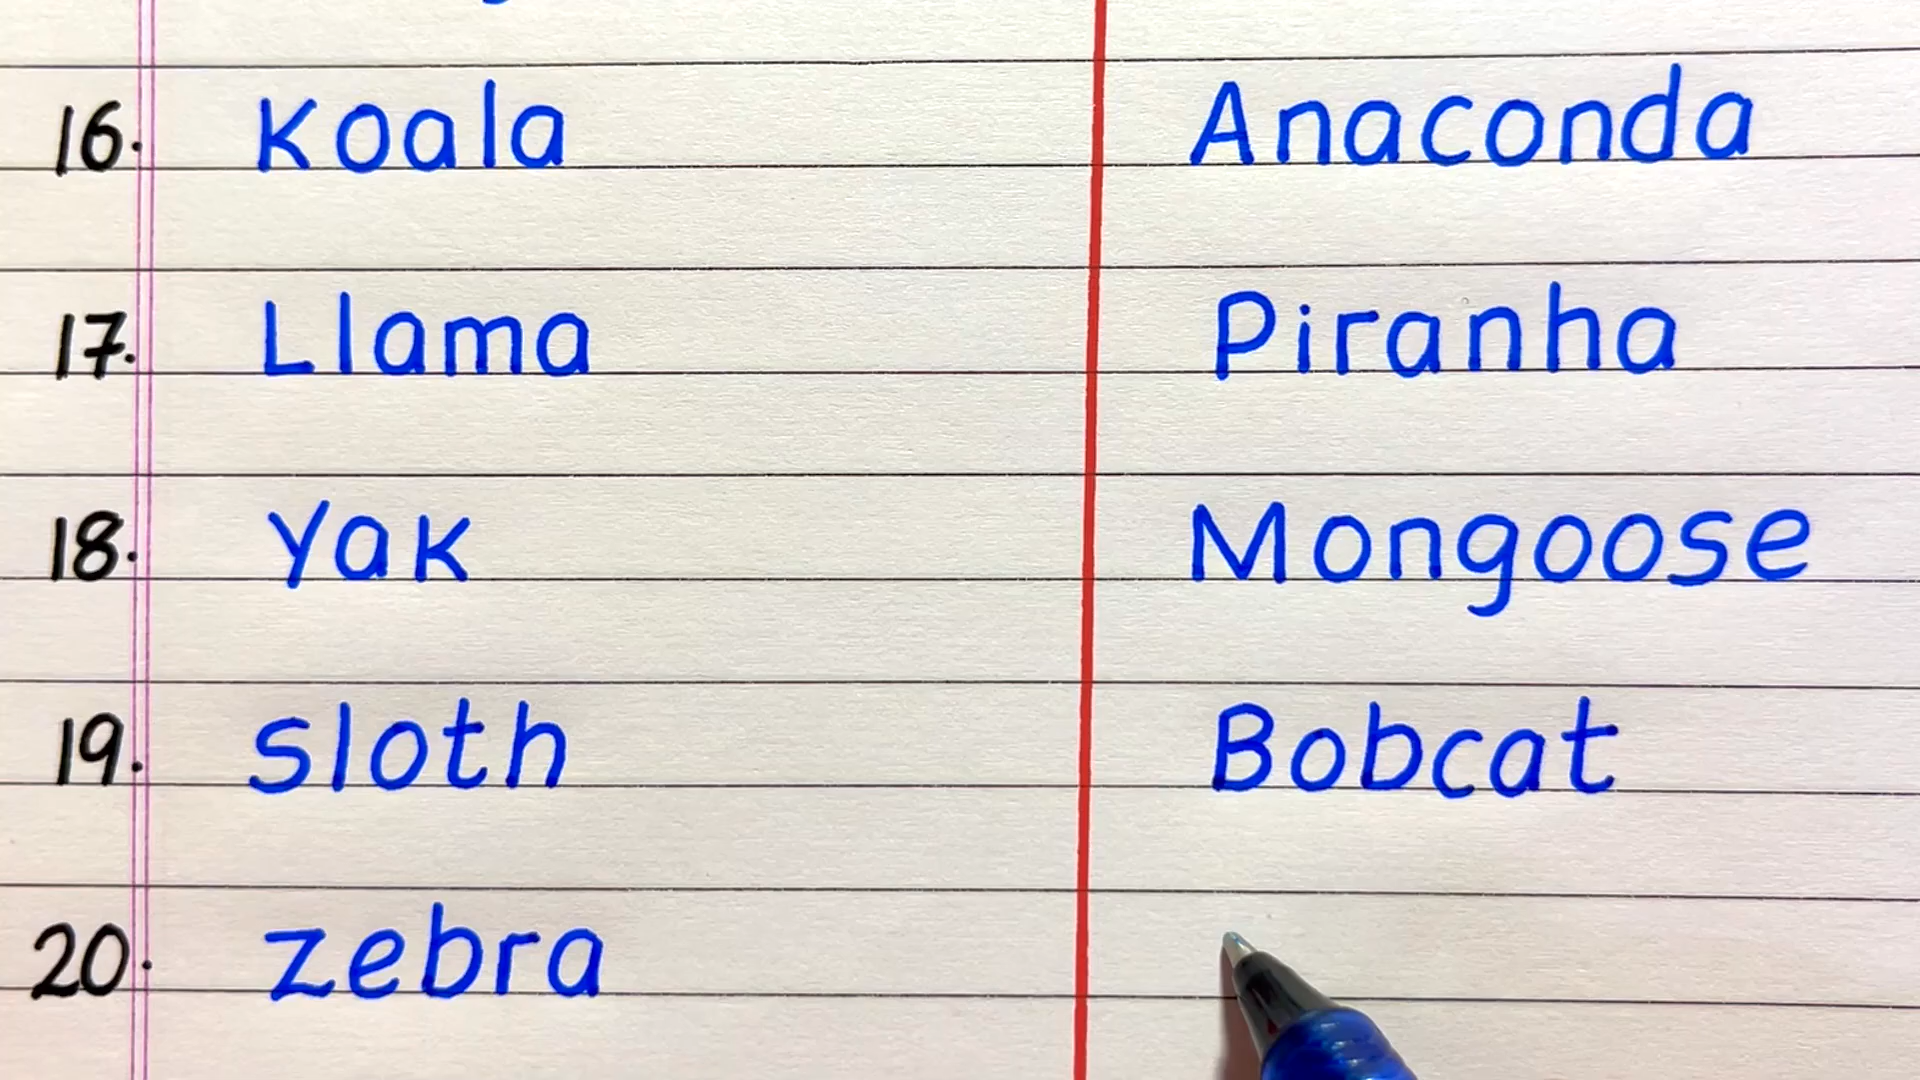 16. Koala Anaconda
17. Llama Piranha
18. Yak Mongoose
19. Sloth Bobcat
20. Zebra